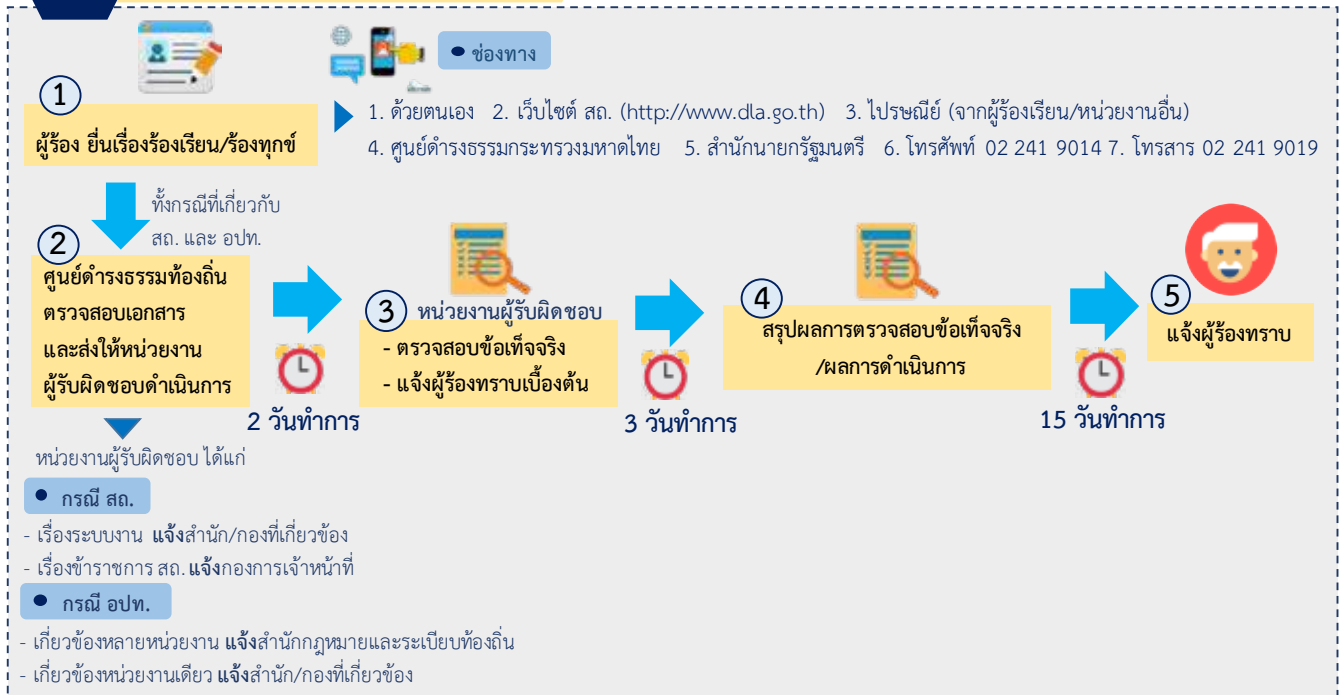 • ช่องทาง
1
ผู้ร้อง ยื่นเรื่องร้องเรียน/ร้องทุกข์
1. ด้วยตนเอง 2. เว็บไซต์ สถ. (http://www.dla.go.th) 3. ไปรษณีย์ (จากผู้ร้องเรียน/หน่วยงานอื่น)
4. ศูนย์ดำรงธรรมกระทรวงมหาดไทย 5. สำนักนายกรัฐมนตรี 6. โทรศัพท์ 02 241 9014 7. โทรสาร 02 241 9019
ทั้งกรณีที่เกี่ยวกับ
สถ. และ อปท.
2
ศูนย์ดำรงธรรมท้องถิ่น
ตรวจสอบเอกสาร
และส่งให้หน่วยงาน
ผู้รับผิดชอบดำเนินการ
2 วันทำการ
3 หน่วยงานผู้รับผิดชอบ
- ตรวจสอบข้อเท็จจริง
- แจ้งผู้ร้องทราบเบื้องต้น
3 วันทำการ
4
สรุปผลการตรวจสอบข้อเท็จจริง
/ผลการดำเนินการ
15 วันทำการ
5
แจ้งผู้ร้องทราบ
หน่วยงานผู้รับผิดชอบ ได้แก่
• กรณี สถ.
- เรื่องระบบงาน แจ้งสำนัก/กองที่เกี่ยวข้อง
- เรื่องข้าราชการ สถ. แจ้งกองการเจ้าหน้าที่
• กรณี อปท.
- เกี่ยวข้องหลายหน่วยงาน แจ้งสำนักกฎหมายและระเบียบท้องถิ่น
- เกี่ยวข้องหน่วยงานเดียว แจ้งสำนัก/กองที่เกี่ยวข้อง